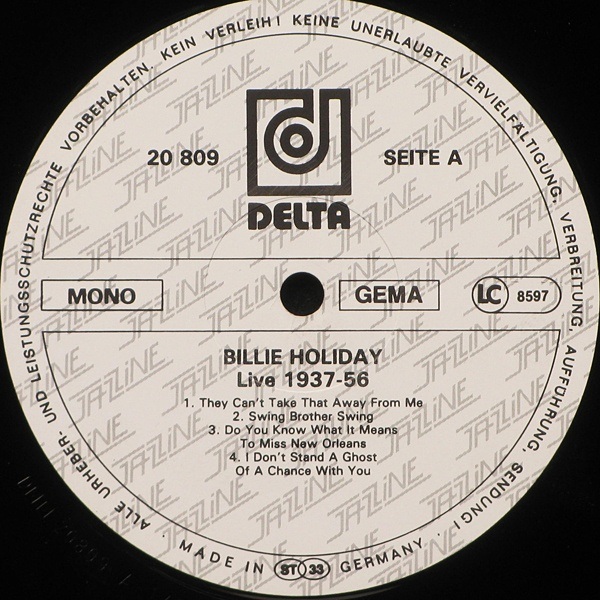 ALLE URHEBER- UND LEISTUNGSSCHUTZRECHTE VORBEHALTEN. KEIN VERLEIH! KEINE UNERLAUBTE VERVIELFÄLTIGUNG, VERBREITUNG, AUFFÜHRUNG, SENDUNG!
20 809
SEITE A
DELTA
MONO
GEMA
LC 8597
BILLIE HOLIDAY
Live 1937-56
1. They Can't Take That Away From Me
2. Swing Brother Swing
3. Do You Know What It Means
To Miss New Orleans
4. I Don't Stand A Ghost
Of A Chance With You
· MADE IN ST 33 GERMANY ·
JAZZLINE